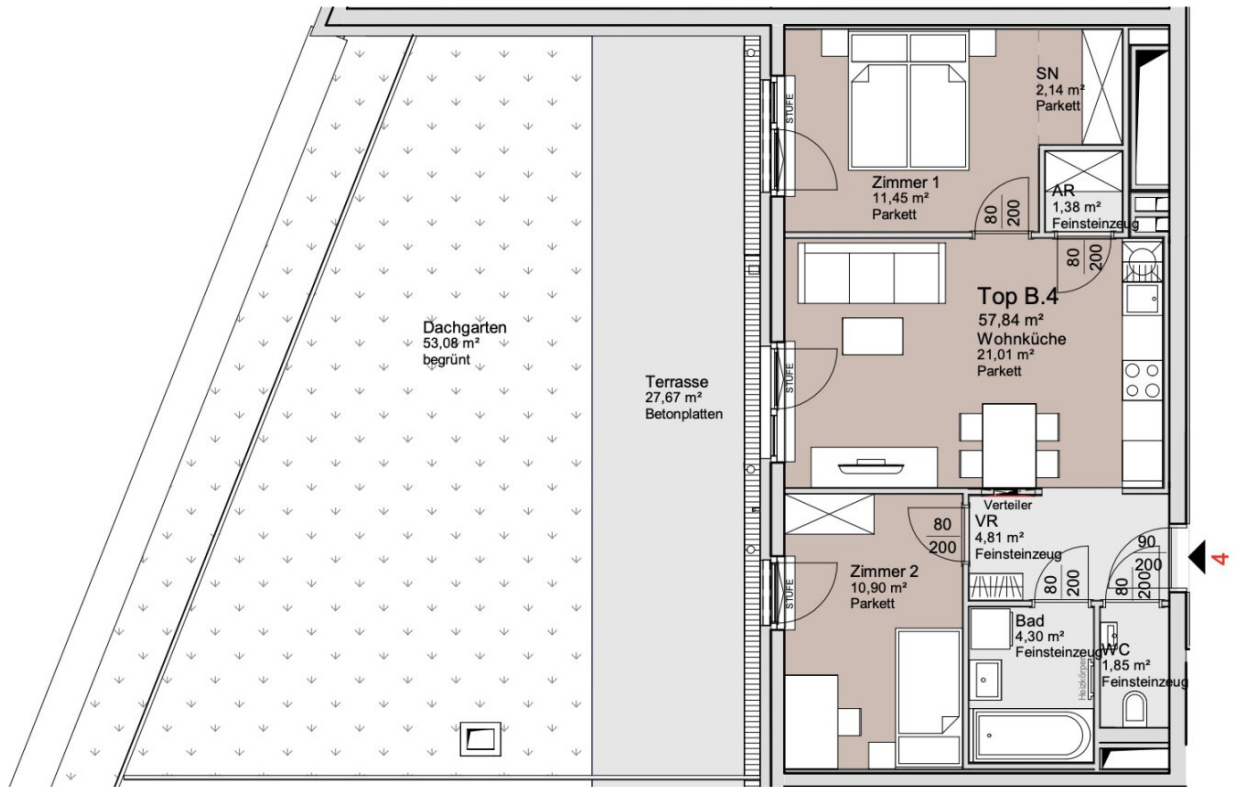 SN
2,14 m²
Parkett
STUFE
Zimmer 1
11,45 m²
Parkett
80
200
AR
1,38 m²
Feinsteinzeug
80
200
Top B.4
57,84 m²
Wohnküche
21,01 m²
Parkett
Dachgarten
53,08 m²
begrünt
Terrasse
27,67 m²
Betonplatten
STUFE
Verteiler
VR
4,81 m²
Feinsteinzeug
80
200
90
200
4
Zimmer 2
10,90 m²
Parkett
STUFE
80
200
80
200
Bad
4,30 m²
Feinsteinzeug
Heizkörper
WC
1,85 m²
Feinsteinzeug